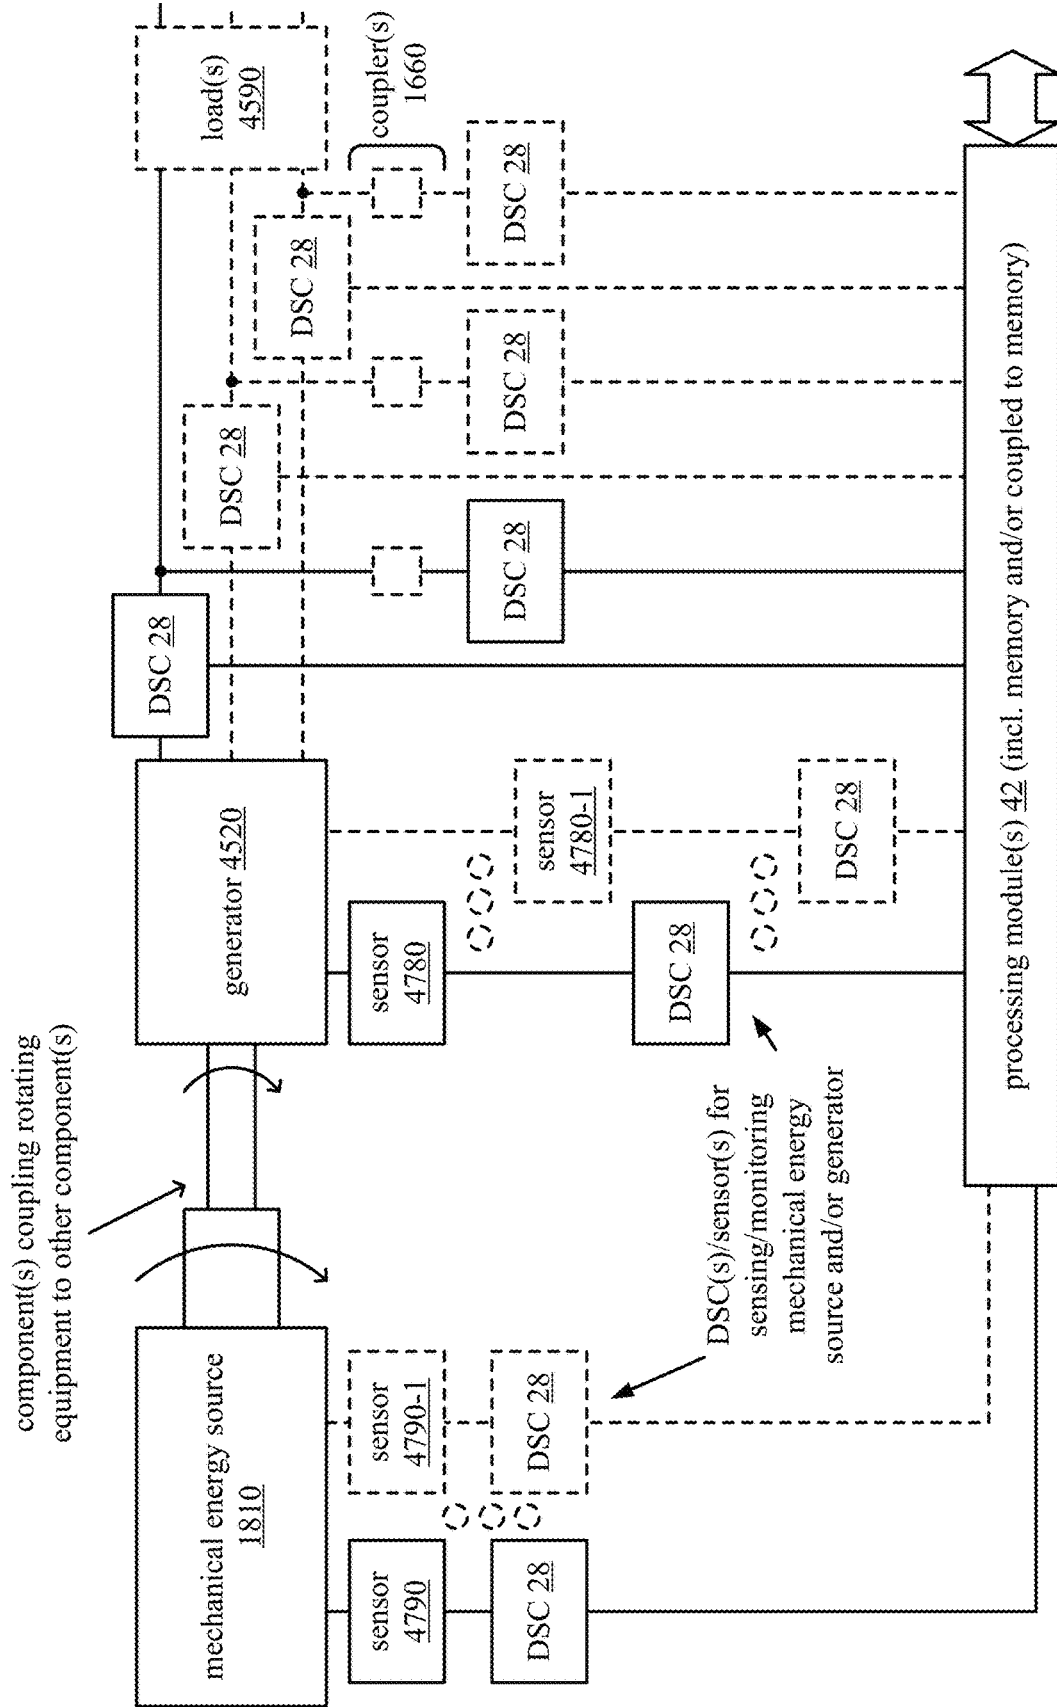 component(s) coupling rotating
equipment to other component(s)
mechanical energy source
1810
generator 4520
DSC 28
DSC 28
DSC 28
load(s)
4590
coupler(s)
1660
sensor
4790
sensor
4790-1
sensor
4780
sensor
4780-1
DSC 28
DSC 28
DSC 28
DSC 28
DSC 28
DSC 28
DSC 28
DSC(s)/sensor(s) for
sensing/monitoring
mechanical energy
source and/or generator
processing module(s) 42 (incl. memory and/or coupled to memory)